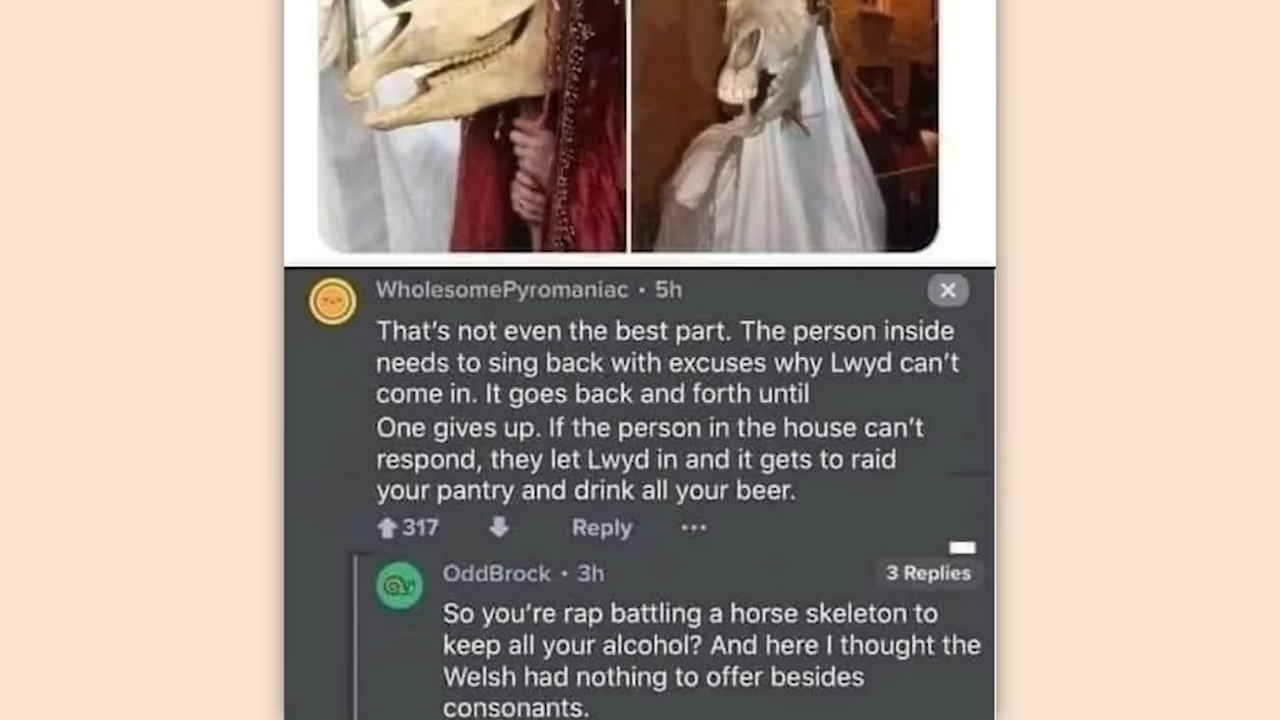 WholesomePyromaniac • 5h
That's not even the best part. The person inside
needs to sing back with excuses why Lwyd can't
come in. It goes back and forth until
One gives up. If the person in the house can't
respond, they let Lwyd in and it gets to raid
your pantry and drink all your beer.
317 Reply
OddBrock • 3h 3 Replies
So you're rap battling a horse skeleton to
keep all your alcohol? And here I thought the
Welsh had nothing to offer besides
consonants.